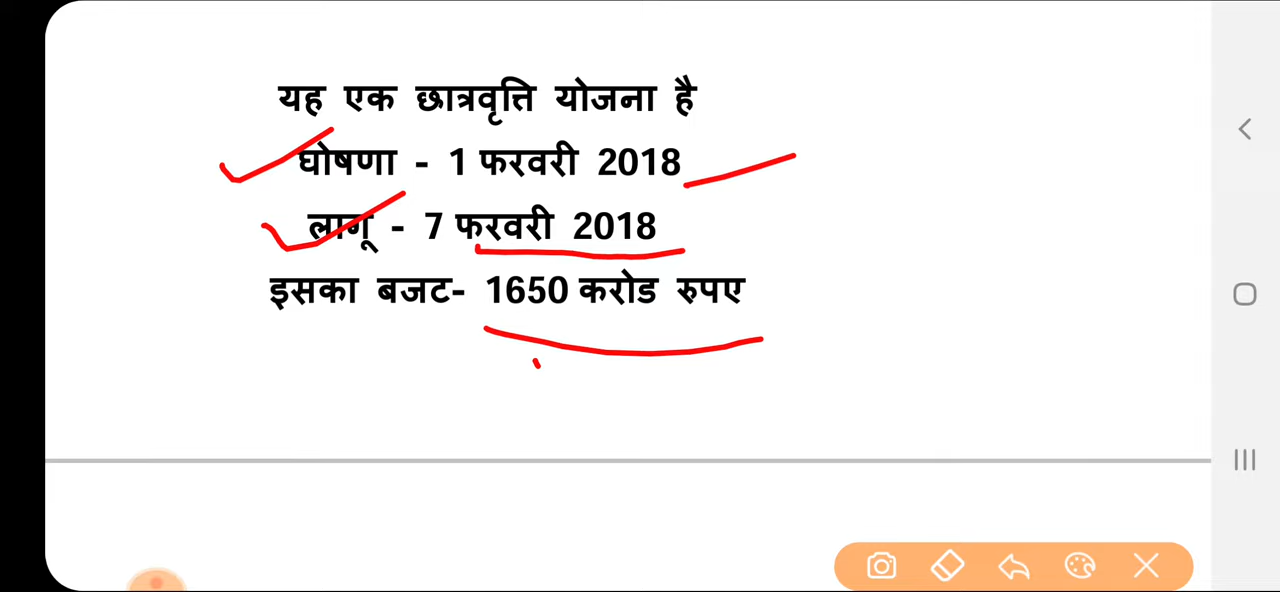 यह एक छात्रवृत्ति योजना है
घोषणा - 1 फरवरी 2018
लागू - 7 फरवरी 2018
इसका बजट- 1650 करोड रुपए